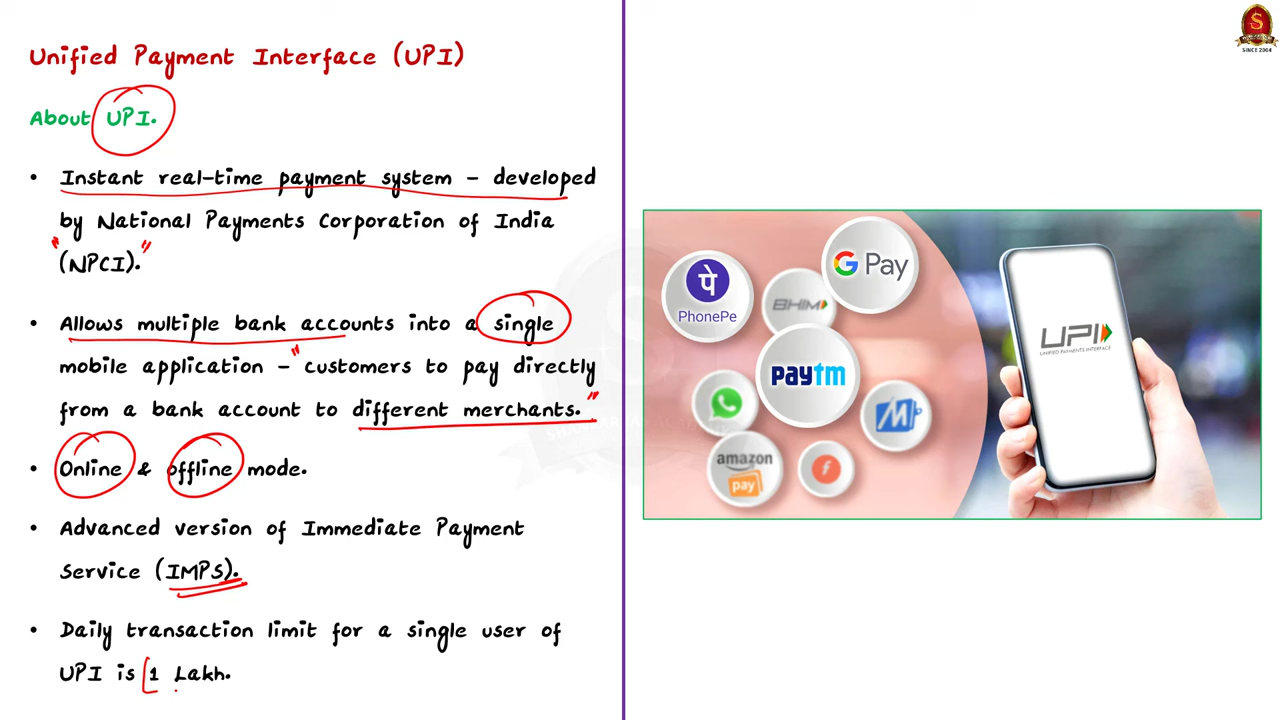 Unified Payment Interface (UPI)
About UPI.
• Instant real-time payment system - developed
by National Payments Corporation of India
"(NPCI)."
• Allows multiple bank accounts into a single
mobile application - "customers to pay directly
from a bank account to different merchants."
• Online & offline mode.
• Advanced version of Immediate Payment
Service (IMPS).
• Daily transaction limit for a single user of
UPI is [1 Lakh.
S
SINCE 2004
पे
PhonePe
BHIM
G Pay
paytm
M
amazon
pay
f
UPI
UNIFIED PAYMENTS INTERFACE